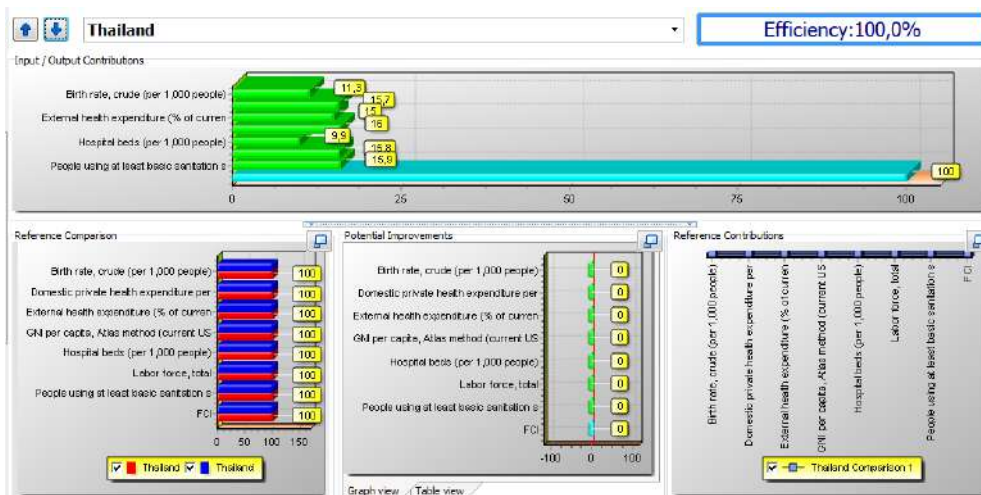 Thailand
Efficiency:100,0%
Input / Output Contributions
Birth rate, crude (per 1,000 people)
External health expenditure (% of curren
Hospital beds (per 1,000 people)
People using at least basic sanitation s
11,3
15,7
15
16
9,9
15,8
15,9
100
0
25
50
75
100
Reference Comparison
Birth rate, crude (per 1,000 people)
Domestic private health expenditure per
External health expenditure (% of curren
GNI per capita, Atlas method (current US
Hospital beds (per 1,000 people)
Labor force, total
People using at least basic sanitation s
FCI
100
100
100
100
100
100
100
100
0 50 100 150
Thailand Thailand
Potential Improvements
Birth rate, crude (per 1,000 people)
Domestic private health expenditure per
External health expenditure (% of curren
GNI per capita, Atlas method (current US
Hospital beds (per 1,000 people)
Labor force, total
People using at least basic sanitation s
FCI
0
0
0
0
0
0
0
0
-100 0 100
Graph view Table view
Reference Contributions
Birth rate, crude (per 1,000 people)
Domestic private health expenditure per
External health expenditure (% of curren
GNI per capita, Atlas method (current US
Hospital beds (per 1,000 people)
Labor force, total
People using at least basic sanitation s
FCI
Thailand Comparison 1